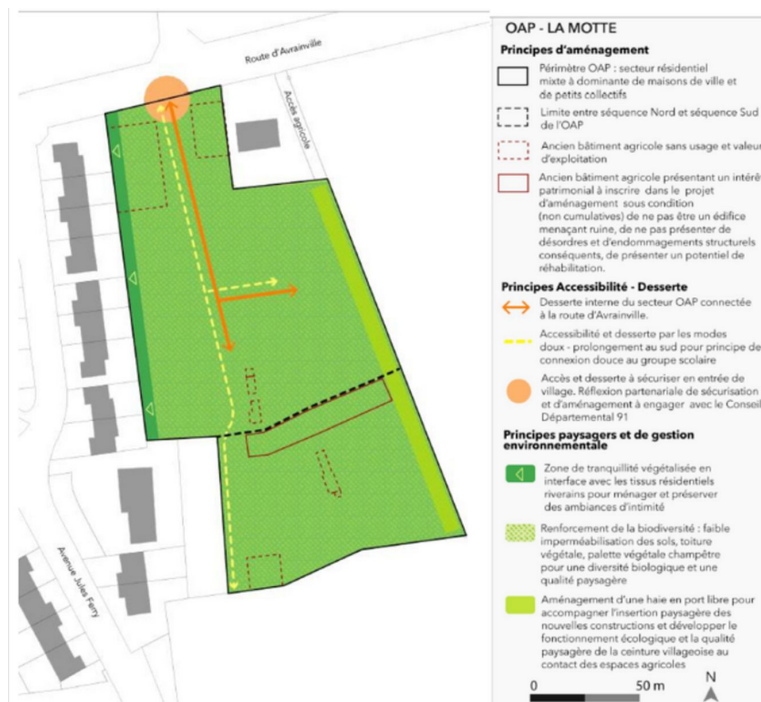 Route d'Avrainville
Accès agricole
Avenue Jules Ferry
OAP - LA MOTTE
Principes d'aménagement
Périmètre OAP : secteur résidentiel
mixte à dominante de maisons de ville et
de petits collectifs
Limite entre séquence Nord et séquence Sud
de l'OAP
Ancien bâtiment agricole sans usage et valeur
d'exploitation
Ancien bâtiment agricole présentant un intérêt
patrimonial à inscrire dans le projet
d'aménagement sous condition
(non cumulatives) de ne pas être un édifice
menaçant ruine, de ne pas présenter de
désordres et d'endommagements structurels
conséquents, de présenter un potentiel de
réhabilitation.
Principes Accessibilité - Desserte
Desserte interne du secteur OAP connectée
à la route d'Avrainville.
Accessibilité et desserte par les modes
doux - prolongement au sud pour principe de
connexion douce au groupe scolaire
Accès et desserte à sécuriser en entrée de
village. Réflexion partenariale de sécurisation
et d'aménagement à engager avec le Conseil
Départemental 91
Principes paysagers et de gestion
environnementale
Zone de tranquillité végétalisée en
interface avec les tissus résidentiels
riverains pour ménager et préserver
des ambiances d'intimité
Renforcement de la biodiversité : faible
imperméabilisation des sols, toiture
végétale, palette végétale champêtre
pour une diversité biologique et une
qualité paysagère
Aménagement d'une haie en port libre pour
accompagner l'insertion paysagère des
nouvelles constructions et développer le
fonctionnement écologique et la qualité
paysagère de la ceinture villageoise au
contact des espaces agricoles
0 50 m N